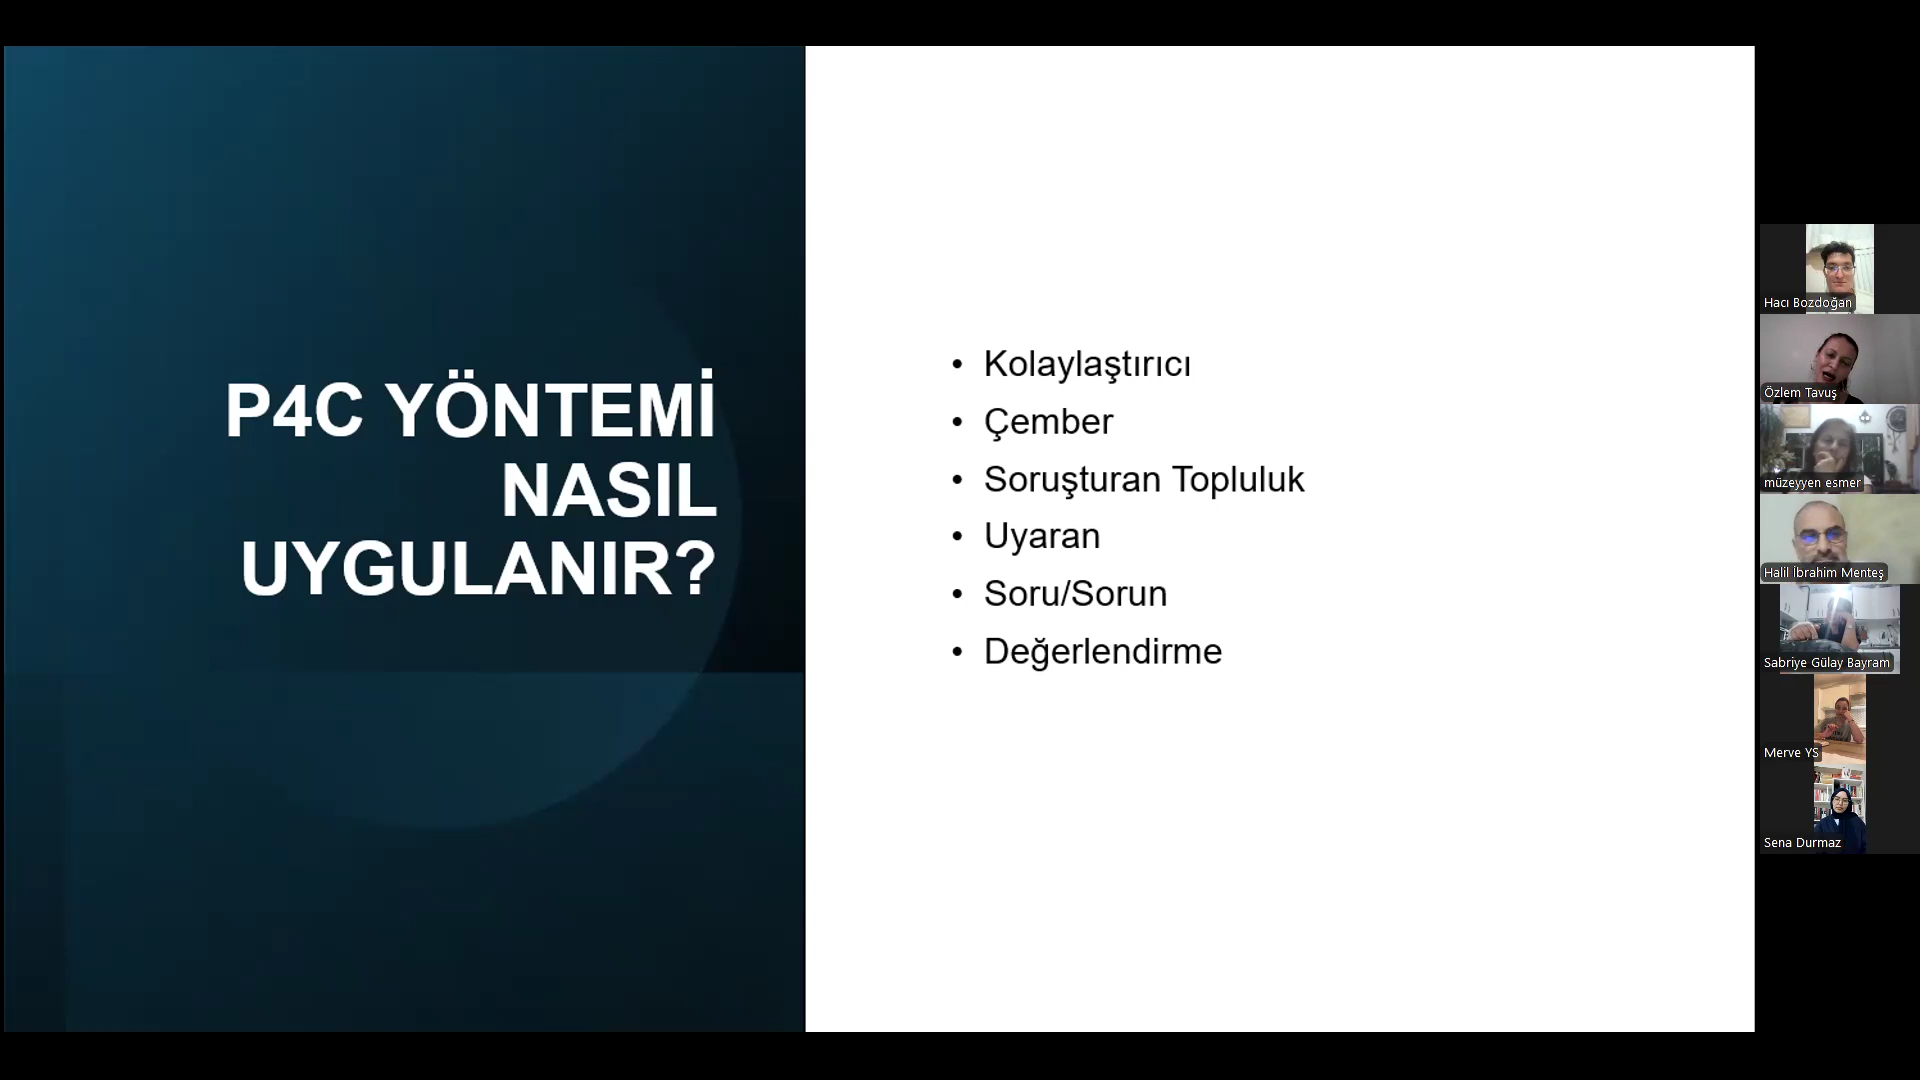 P4C YÖNTEMİ
NASIL
UYGULANIR?
• Kolaylaştırıcı
• Çember
• Soruşturan Topluluk
• Uyaran
• Soru/Sorun
• Değerlendirme
Hacı Bozdoğan
Özlem Tavuş
müzeyyen esmer
Halil İbrahim Menteş
Sabriye Gülay Bayram
Merve YS
Sena Durmaz